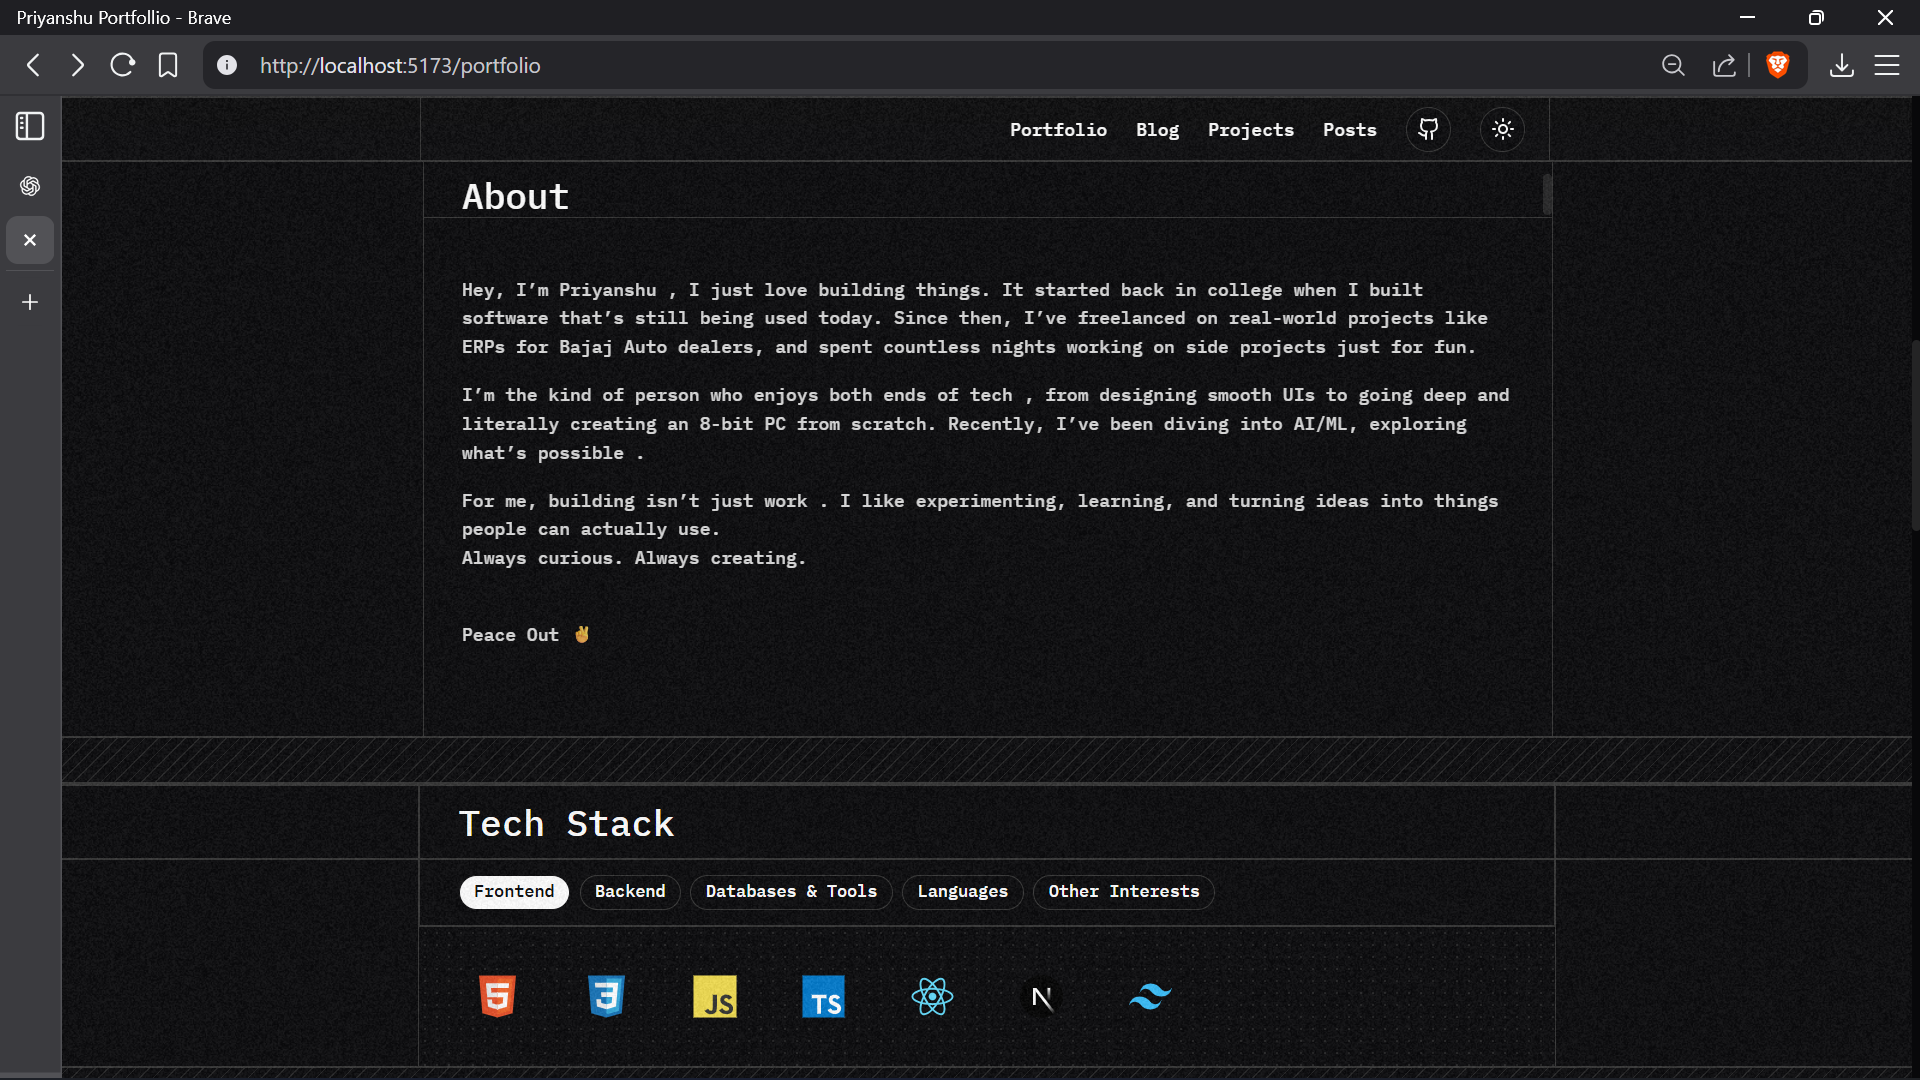 Priyanshu Portfollio - Brave
http://localhost:5173/portfolio
Portfolio Blog Projects Posts
About
Hey, I’m Priyanshu , I just love building things. It started back in college when I built
software that’s still being used today. Since then, I’ve freelanced on real-world projects like
ERPs for Bajaj Auto dealers, and spent countless nights working on side projects just for fun.
I’m the kind of person who enjoys both ends of tech , from designing smooth UIs to going deep and
literally creating an 8-bit PC from scratch. Recently, I’ve been diving into AI/ML, exploring
what’s possible .
For me, building isn’t just work . I like experimenting, learning, and turning ideas into things
people can actually use.
Always curious. Always creating.
Peace Out ✌
Tech Stack
Frontend Backend Databases & Tools Languages Other Interests
5 3 JS TS N